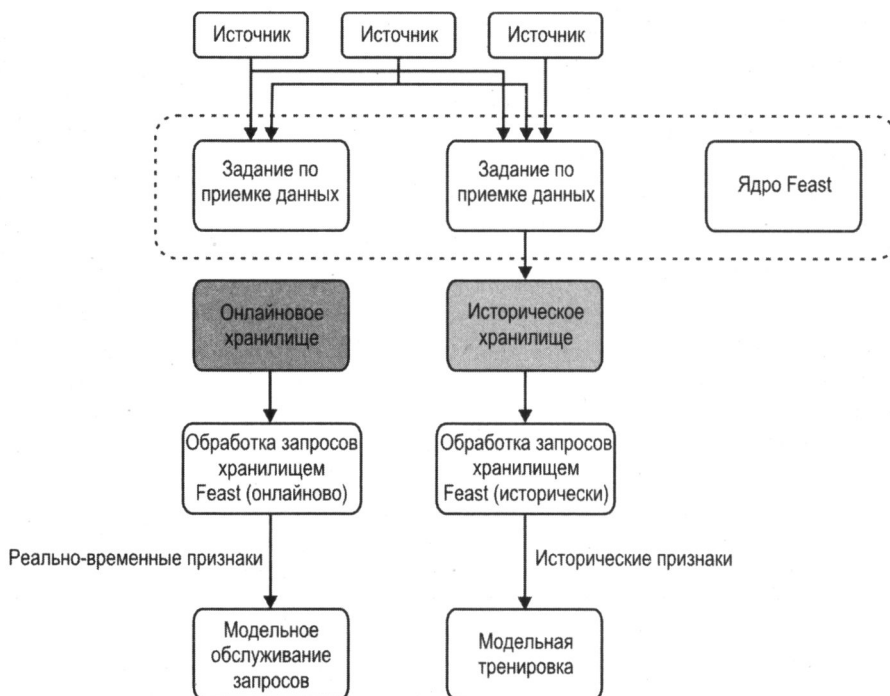 Источник
Источник
Источник
Задание по
приемке данных
Задание по
приемке данных
Ядро Feast
Онлайновое
хранилище
Историческое
хранилище
Обработка запросов
хранилищем
Feast (онлайново)
Обработка запросов
хранилищем
Feast (исторически)
Реально-временные признаки
Исторические признаки
Модельное
обслуживание
запросов
Модельная
тренировка